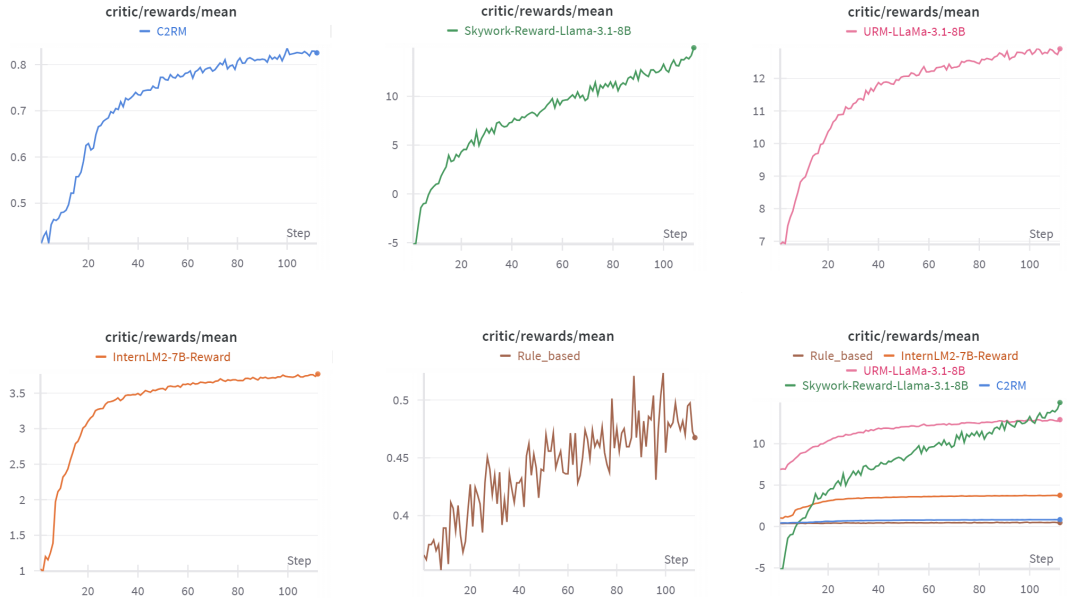 critic/rewards/mean
C2RM
0.8
0.7
0.6
0.5
Step
20 40 60 80 100
critic/rewards/mean
Skywork-Reward-Llama-3.1-8B
10
5
0
-5
Step
20 40 60 80 100
critic/rewards/mean
URM-LLaMa-3.1-8B
12
11
10
9
8
7
Step
20 40 60 80 100
critic/rewards/mean
InternLM2-7B-Reward
3.5
3
2.5
2
1.5
1
Step
20 40 60 80 100
critic/rewards/mean
Rule_based
0.5
0.45
0.4
Step
20 40 60 80 100
critic/rewards/mean
Rule_based InternLM2-7B-Reward
URM-LLaMa-3.1-8B
Skywork-Reward-Llama-3.1-8B C2RM
10
5
0
-5
Step
20 40 60 80 100